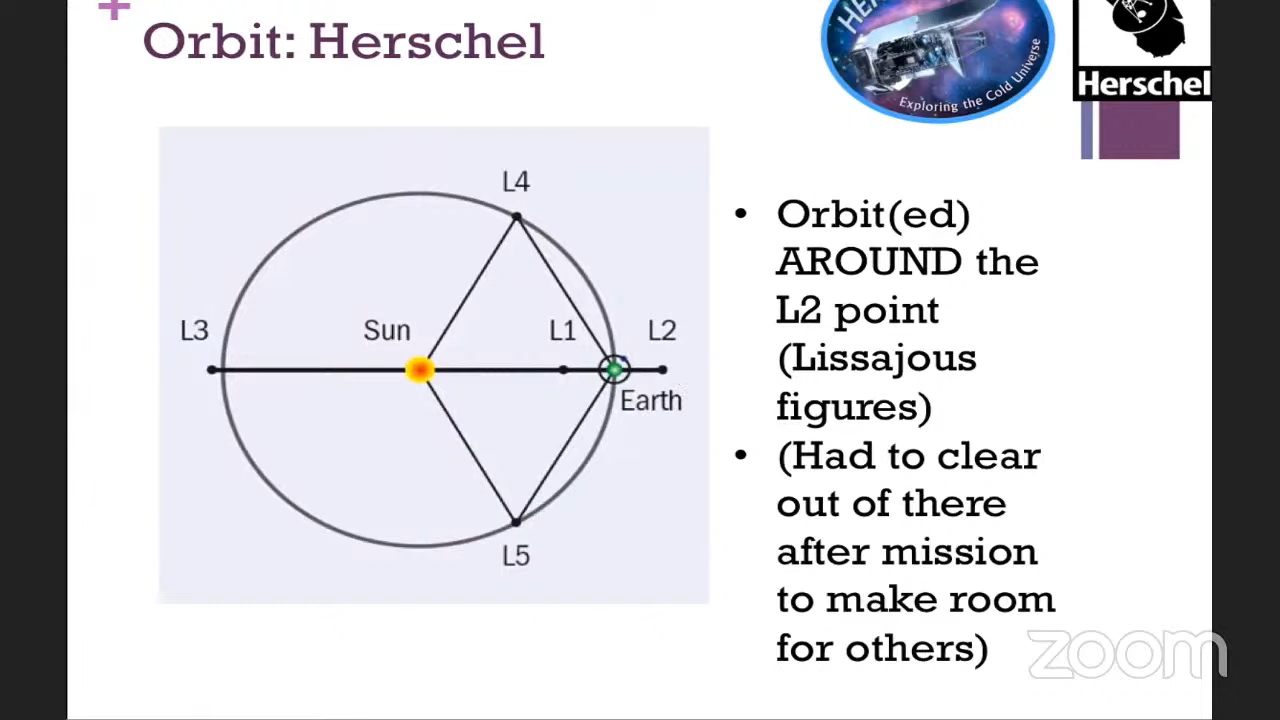 +
Orbit: Herschel
Exploring the Cold Universe
Herschel
L4
L3
Sun
L1
L2
Earth
L5
• Orbit(ed)
AROUND the
L2 point
(Lissajous
figures)
• (Had to clear
out of there
after mission
to make room
for others)
zoom